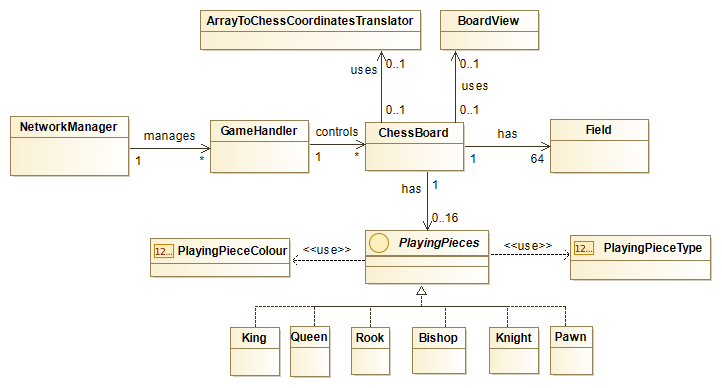 ArrayToChessCoordinatesTranslator
BoardView
uses
0..1
0..1
uses
0..1
0..1
NetworkManager
manages
1
*
GameHandler
controls
1
*
ChessBoard
has
1
64
Field
has
1
0..16
12...
PlayingPieceColour
<<use>>
PlayingPieces
<<use>>
12...
PlayingPieceType
King
Queen
Rook
Bishop
Knight
Pawn